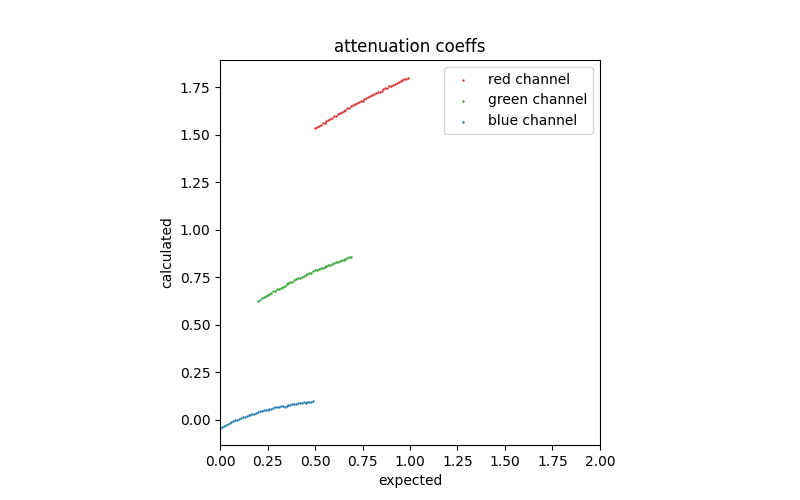 attenuation coeffs
red channel
green channel
blue channel
1.75
1.50
1.25
1.00
0.75
0.50
0.25
0.00
calculated
0.00 0.25 0.50 0.75 1.00 1.25 1.50 1.75 2.00
expected